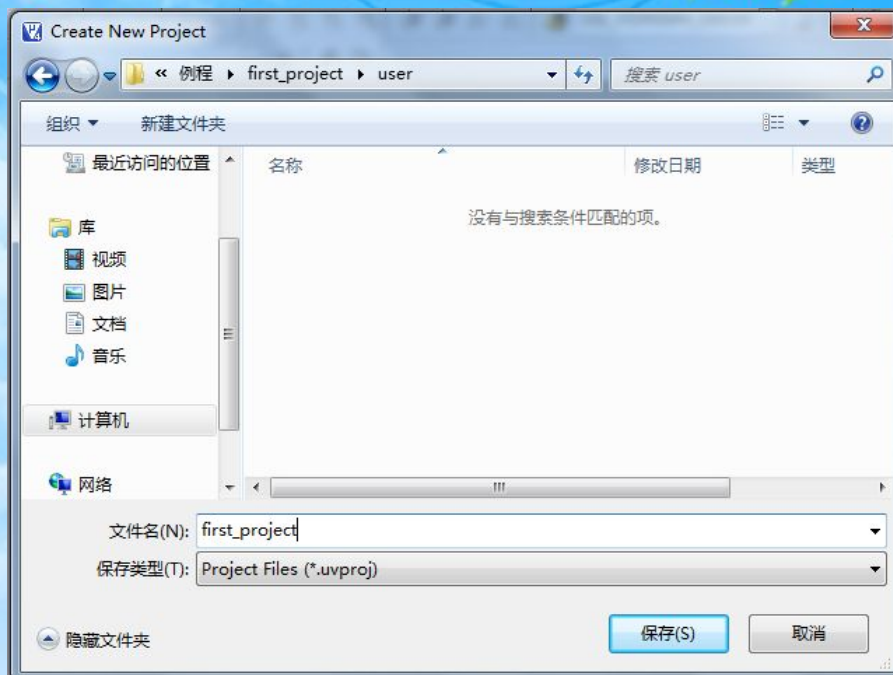 Create New Project
« 例程 ▸ first_project ▸ user
搜索 user
组织 新建文件夹
最近访问的位置
名称 修改日期 类型
没有与搜索条件匹配的项。
库
视频
图片
文档
音乐
计算机
网络
文件名(N): first_project
保存类型(T): Project Files (*.uvproj)
隐藏文件夹
保存(S) 取消